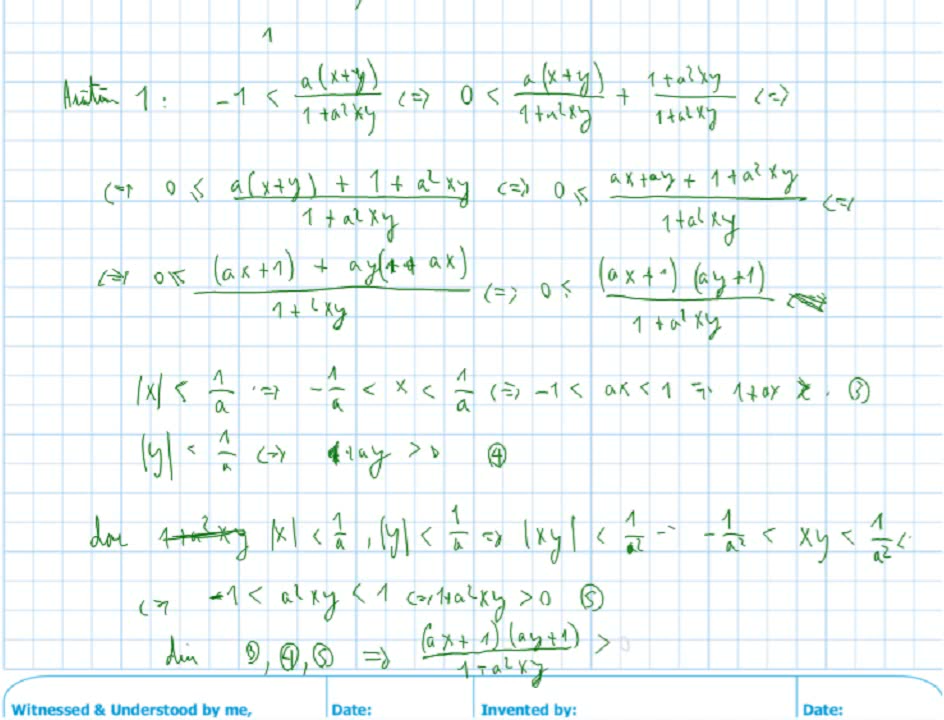 1
Arătăm 1: -1 < a(x+y)/(1+a²xy) <=> 0 < a(x+y)/(1+a²xy) + (1+a²xy)/(1+a²xy) <=>
<=> 0 ≤ (a(x+y) + 1 + a²xy)/(1+a²xy) <=> 0 ≤ (ax+ay + 1+a²xy)/(1+a²xy) <=>
<=> 0 ≤ ((ax+1) + ay(1+ax))/(1+²xy) <=> 0 ≤ (ax+1)(ay+1)/(1+a²xy)
|x| < 1/a => -1/a < x < 1/a <=> -1 < ax < 1 => 1+ax ③
|y| < 1/a <=> 1+ay > 0 ④
dar |x| < 1/a, |y| < 1/a => |xy| < 1/a² = -1/a² < xy < 1/a² <
<=> -1 < a²xy < 1 <=> 1+a²xy > 0 ⑤
din ③, ④, ⑤ => (ax+1)(ay+1)/(1+a²xy) > 0
Witnessed & Understood by me, Date: Invented by: Date: